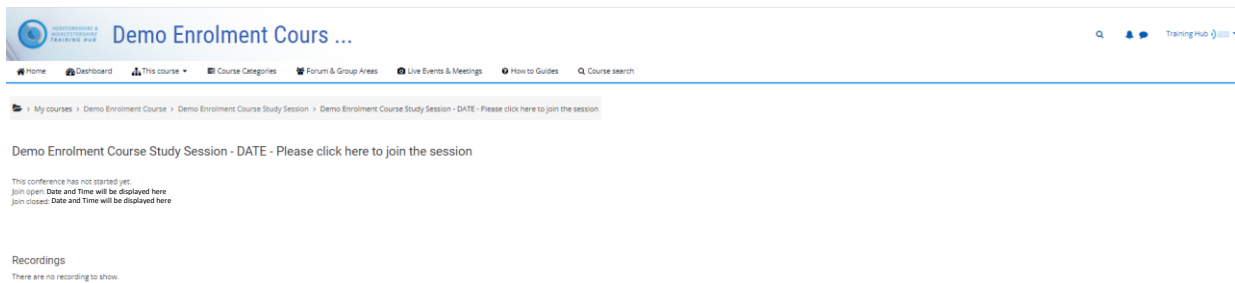 HEREFORDSHIRE &
WORCESTERSHIRE
TRAINING HUB
Demo Enrolment Cours ...
Training Hub
Home Dashboard This course Course Categories Forum & Group Areas Live Events & Meetings How to Guides Course search
My courses › Demo Enrolment Course › Demo Enrolment Course Study Session › Demo Enrolment Course Study Session - DATE - Please click here to join the session
Demo Enrolment Course Study Session - DATE - Please click here to join the session
This conference has not started yet.
Join open: Date and Time will be displayed here
Join closed: Date and Time will be displayed here
Recordings
There are no recording to show.